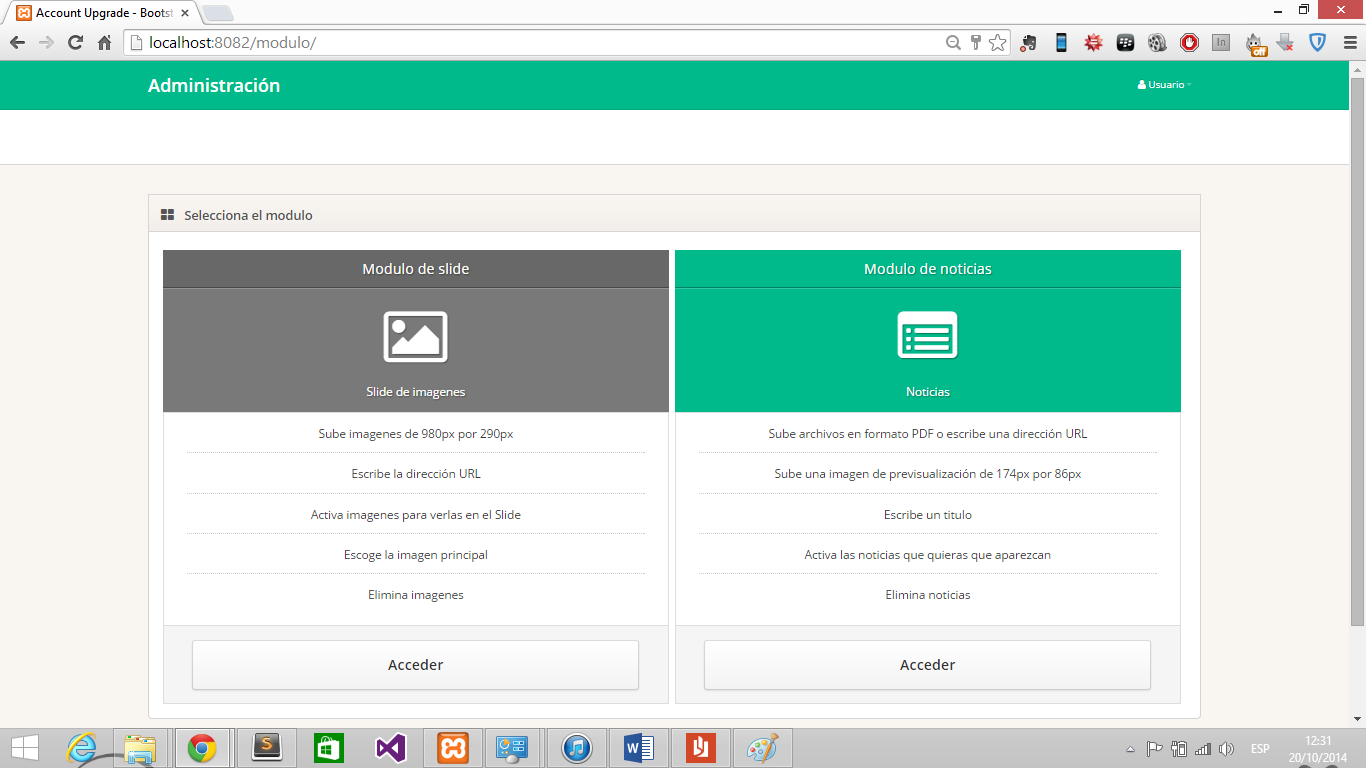 Account Upgrade - Bootst
localhost:8082/modulo/
off
Administración
Usuario
Selecciona el modulo
Modulo de slide
Slide de imagenes
Sube imagenes de 980px por 290px
Escribe la dirección URL
Activa imagenes para verlas en el Slide
Escoge la imagen principal
Elimina imagenes
Acceder
Modulo de noticias
Noticias
Sube archivos en formato PDF o escribe una dirección URL
Sube una imagen de previsualización de 174px por 86px
Escribe un titulo
Activa las noticias que quieras que aparezcan
Elimina noticias
Acceder
ESP
12:31
20/10/2014